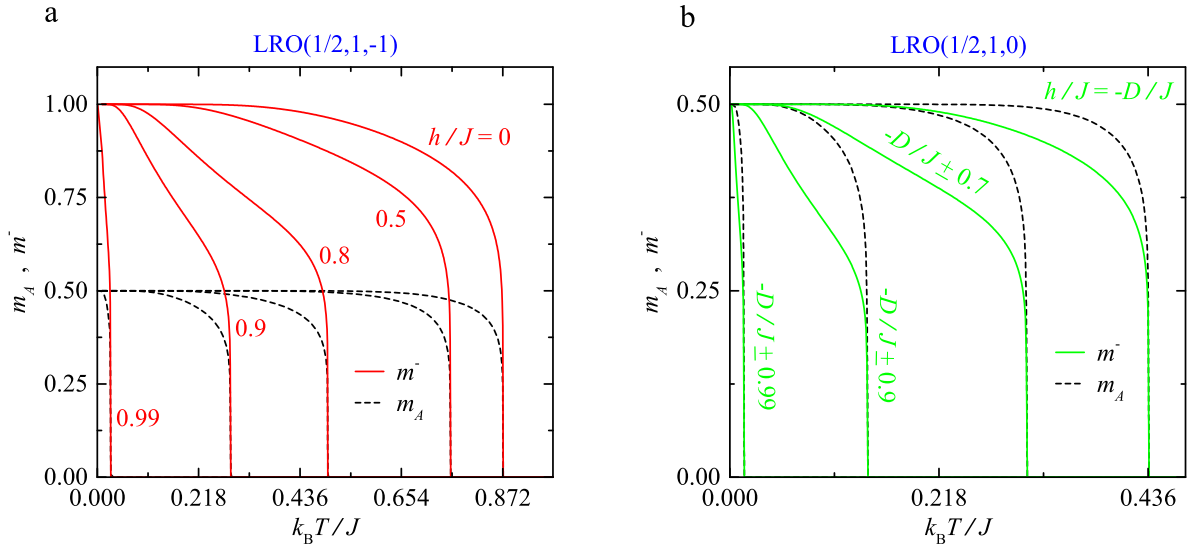 a
LRO(1/2,1,-1)
1.00
0.75
0.50
0.25
0.00
m_A , m^-
h/J=0
0.5
0.8
0.9
0.99
m^-
m_A
0.000
0.218
0.436
0.654
0.872
k_B T/J
b
LRO(1/2,1,0)
0.50
0.25
0.00
m_A , m^-
h/J=-D/J
-D/J±0.7
-D/J±0.9
-D/J±0.99
m^-
m_A
0.000
0.218
0.436
k_B T/J